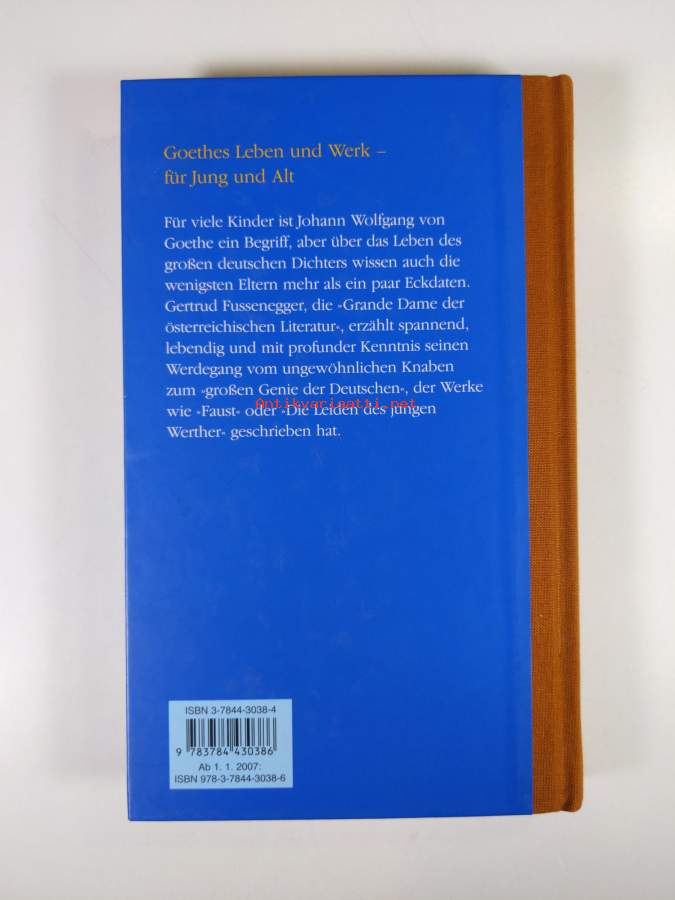 Goethes Leben und Werk –
für Jung und Alt
Für viele Kinder ist Johann Wolfgang von
Goethe ein Begriff, aber über das Leben des
großen deutschen Dichters wissen auch die
wenigsten Eltern mehr als ein paar Eckdaten.
Gertrud Fussenegger, die »Grande Dame der
österreichischen Literatur«, erzählt spannend,
lebendig und mit profunder Kenntnis seinen
Werdegang vom ungewöhnlichen Knaben
zum »großen Genie der Deutschen«, der Werke
wie »Faust« oder »Die Leiden des jungen
Werther« geschrieben hat.
Antikvariaatti.net
ISBN 3-7844-3038-4
9 783784 430386
Ab 1. 1. 2007:
ISBN 978-3-7844-3038-6